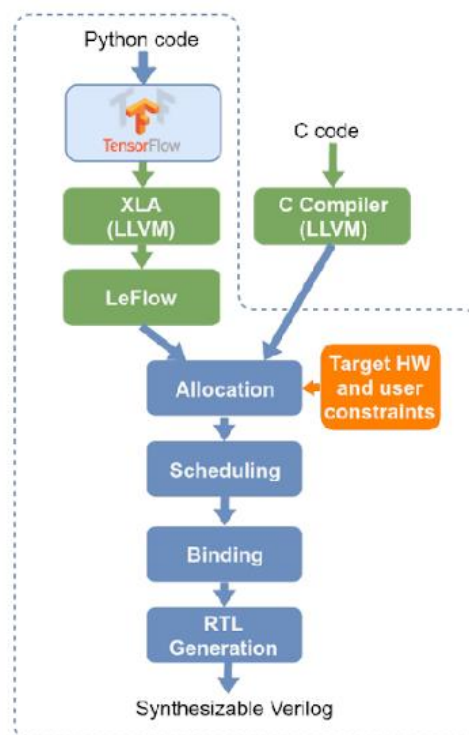 Python code
TensorFlow
C code
XLA
(LLVM)
C Compiler
(LLVM)
LeFlow
Allocation
Target HW
and user
constraints
Scheduling
Binding
RTL
Generation
Synthesizable Verilog